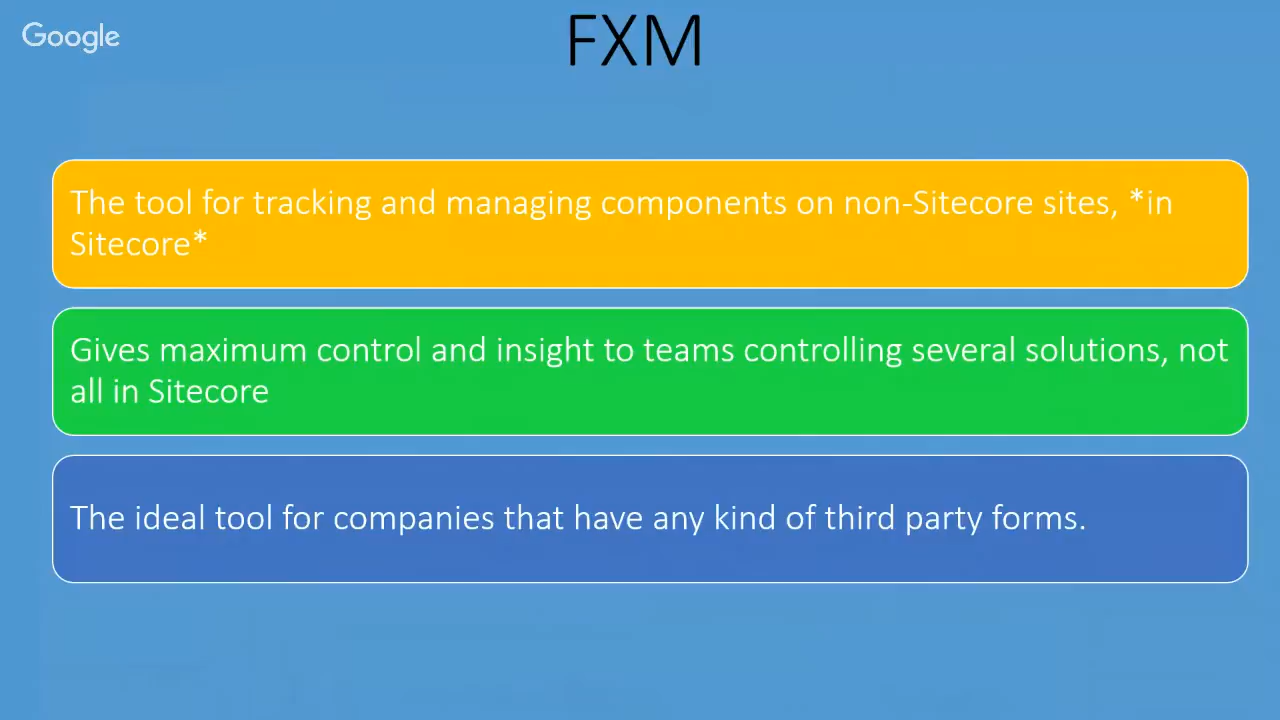 Google
FXM
The tool for tracking and managing components on non-Sitecore sites, *in
Sitecore*
Gives maximum control and insight to teams controlling several solutions, not
all in Sitecore
The ideal tool for companies that have any kind of third party forms.